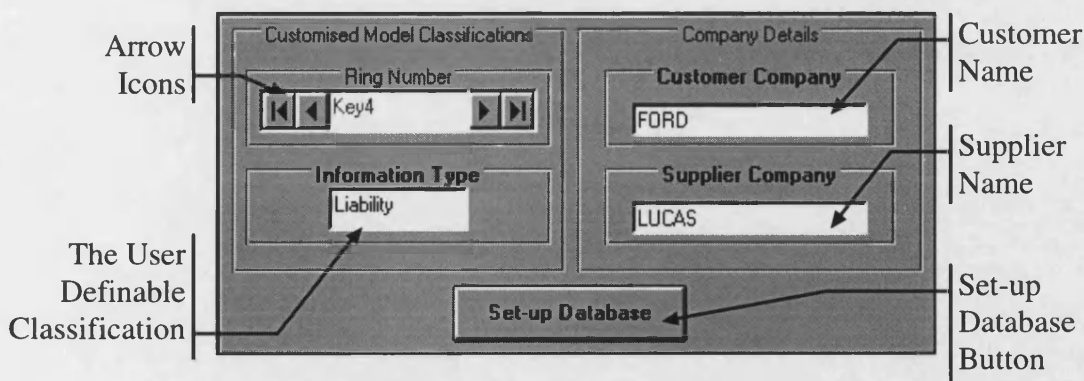 Arrow
Icons
The User
Definable
Classification
Customised Model Classifications
Ring Number
Key4
Information Type
Liability
Company Details
Customer Company
FORD
Supplier Company
LUCAS
Set-up Database
Customer
Name
Supplier
Name
Set-up
Database
Button